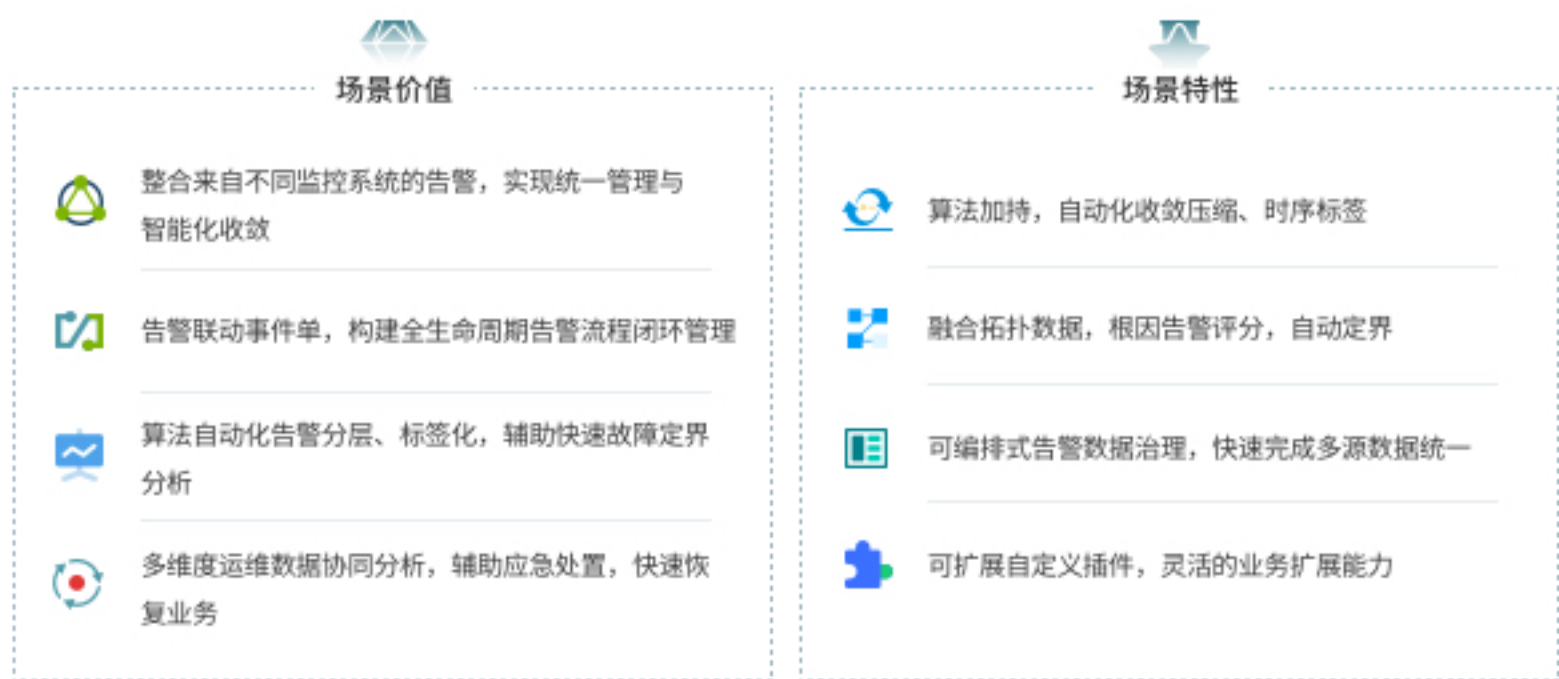 场景价值
整合来自不同监控系统的告警，实现统一管理与
智能化收敛
告警联动事件单，构建全生命周期告警流程闭环管理
算法自动化告警分层、标签化，辅助快速故障定界
分析
多维度运维数据协同分析，辅助应急处置，快速恢
复业务
场景特性
算法加持，自动化收敛压缩、时序标签
融合拓扑数据，根因告警评分，自动定界
可编排式告警数据治理，快速完成多源数据统一
可扩展自定义插件，灵活的业务扩展能力